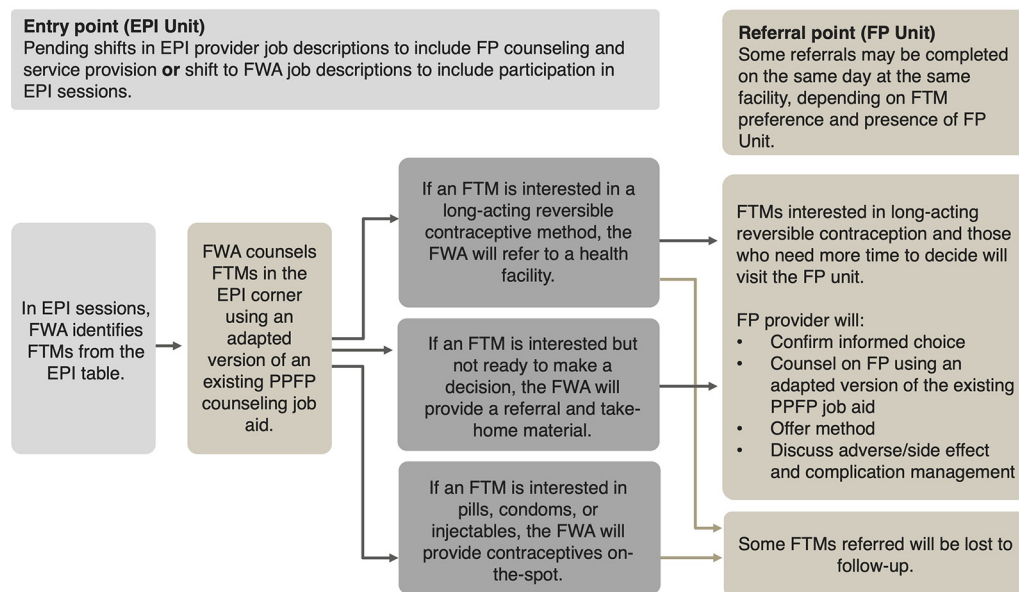 Entry point (EPI Unit)
Pending shifts in EPI provider job descriptions to include FP counseling and
service provision or shift to FWA job descriptions to include participation in
EPI sessions.
Referral point (FP Unit)
Some referrals may be completed
on the same day at the same
facility, depending on FTM
preference and presence of FP
Unit.
In EPI sessions,
FWA identifies
FTMs from the
EPI table.
FWA counsels
FTMs in the
EPI corner
using an
adapted
version of an
existing PPFP
counseling job
aid.
If an FTM is interested in a
long-acting reversible
contraceptive method, the
FWA will refer to a health
facility.
If an FTM is interested but
not ready to make a
decision, the FWA will
provide a referral and take-
home material.
If an FTM is interested in
pills, condoms, or
injectables, the FWA will
provide contraceptives on-
the-spot.
FTMs interested in long-acting
reversible contraception and those
who need more time to decide will
visit the FP unit.
FP provider will:
• Confirm informed choice
• Counsel on FP using an
adapted version of the existing
PPFP job aid
• Offer method
• Discuss adverse/side effect
and complication management
Some FTMs referred will be lost to
follow-up.